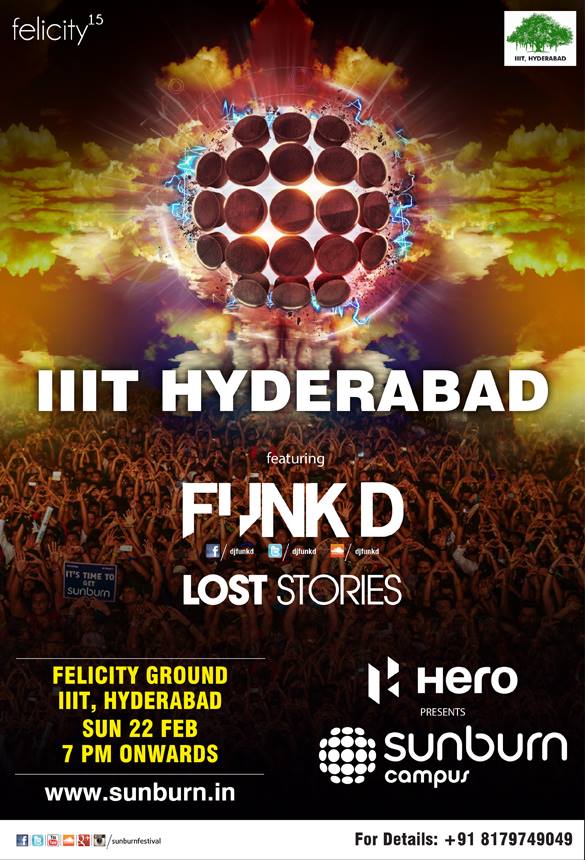 felicity15
IIIT, HYDERABAD
IIIT HYDERABAD
featuring
FUNK D
/ djfunkd / djfunkd / djfunkd
LOST STORIES
IT'S TIME TO
GET
sunburn
FELICITY GROUND
IIIT, HYDERABAD
SUN 22 FEB
7 PM ONWARDS
www.sunburn.in
Hero
PRESENTS
sunburn
campus
/sunburnfestival
For Details: +91 8179749049